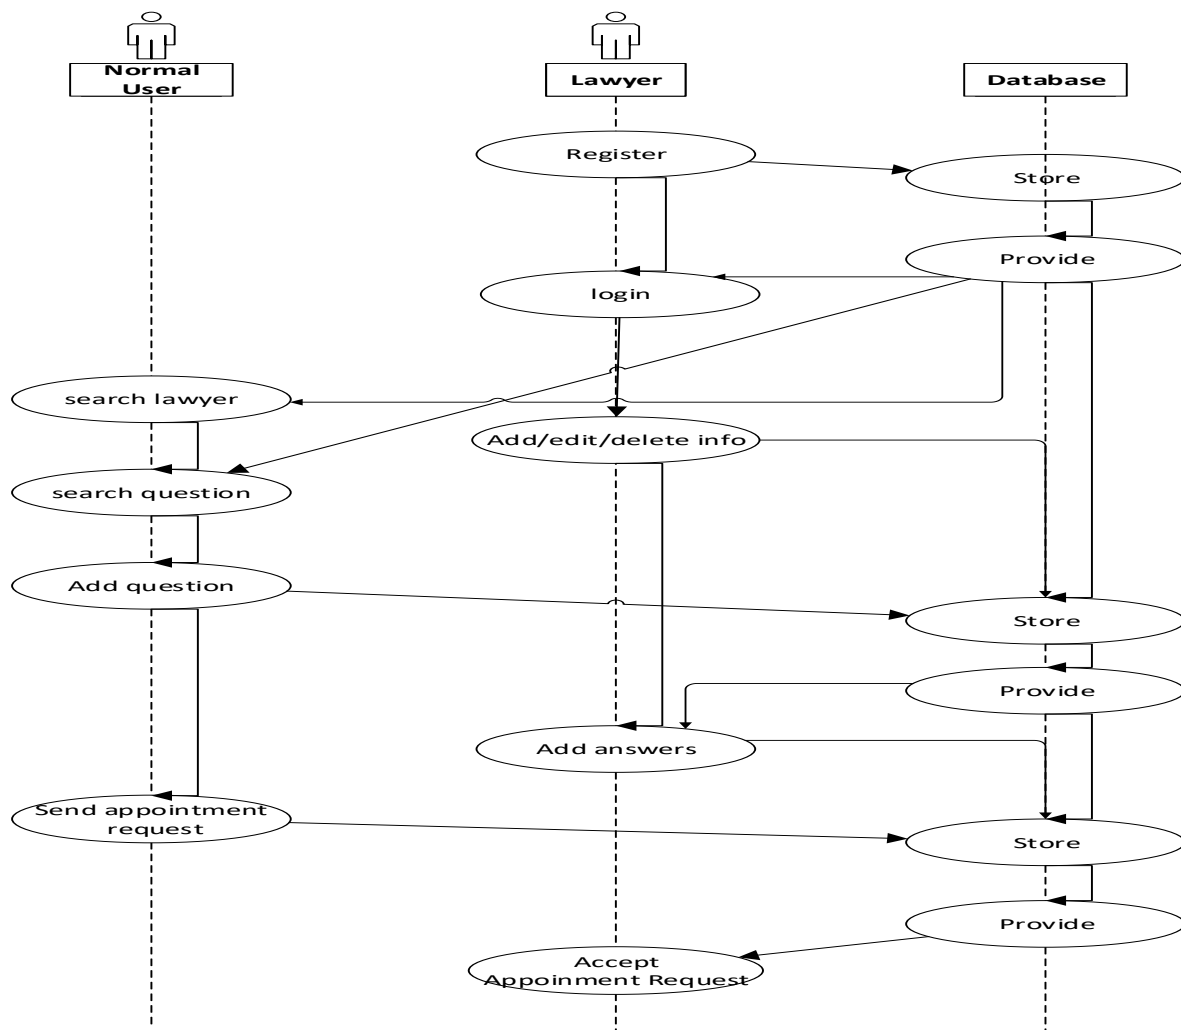 Normal
User
Lawyer
Database
Register
Store
Provide
login
search lawyer
Add/edit/delete info
search question
Add question
Store
Provide
Add answers
Send appointment
request
Store
Provide
Accept
Appoinment Request